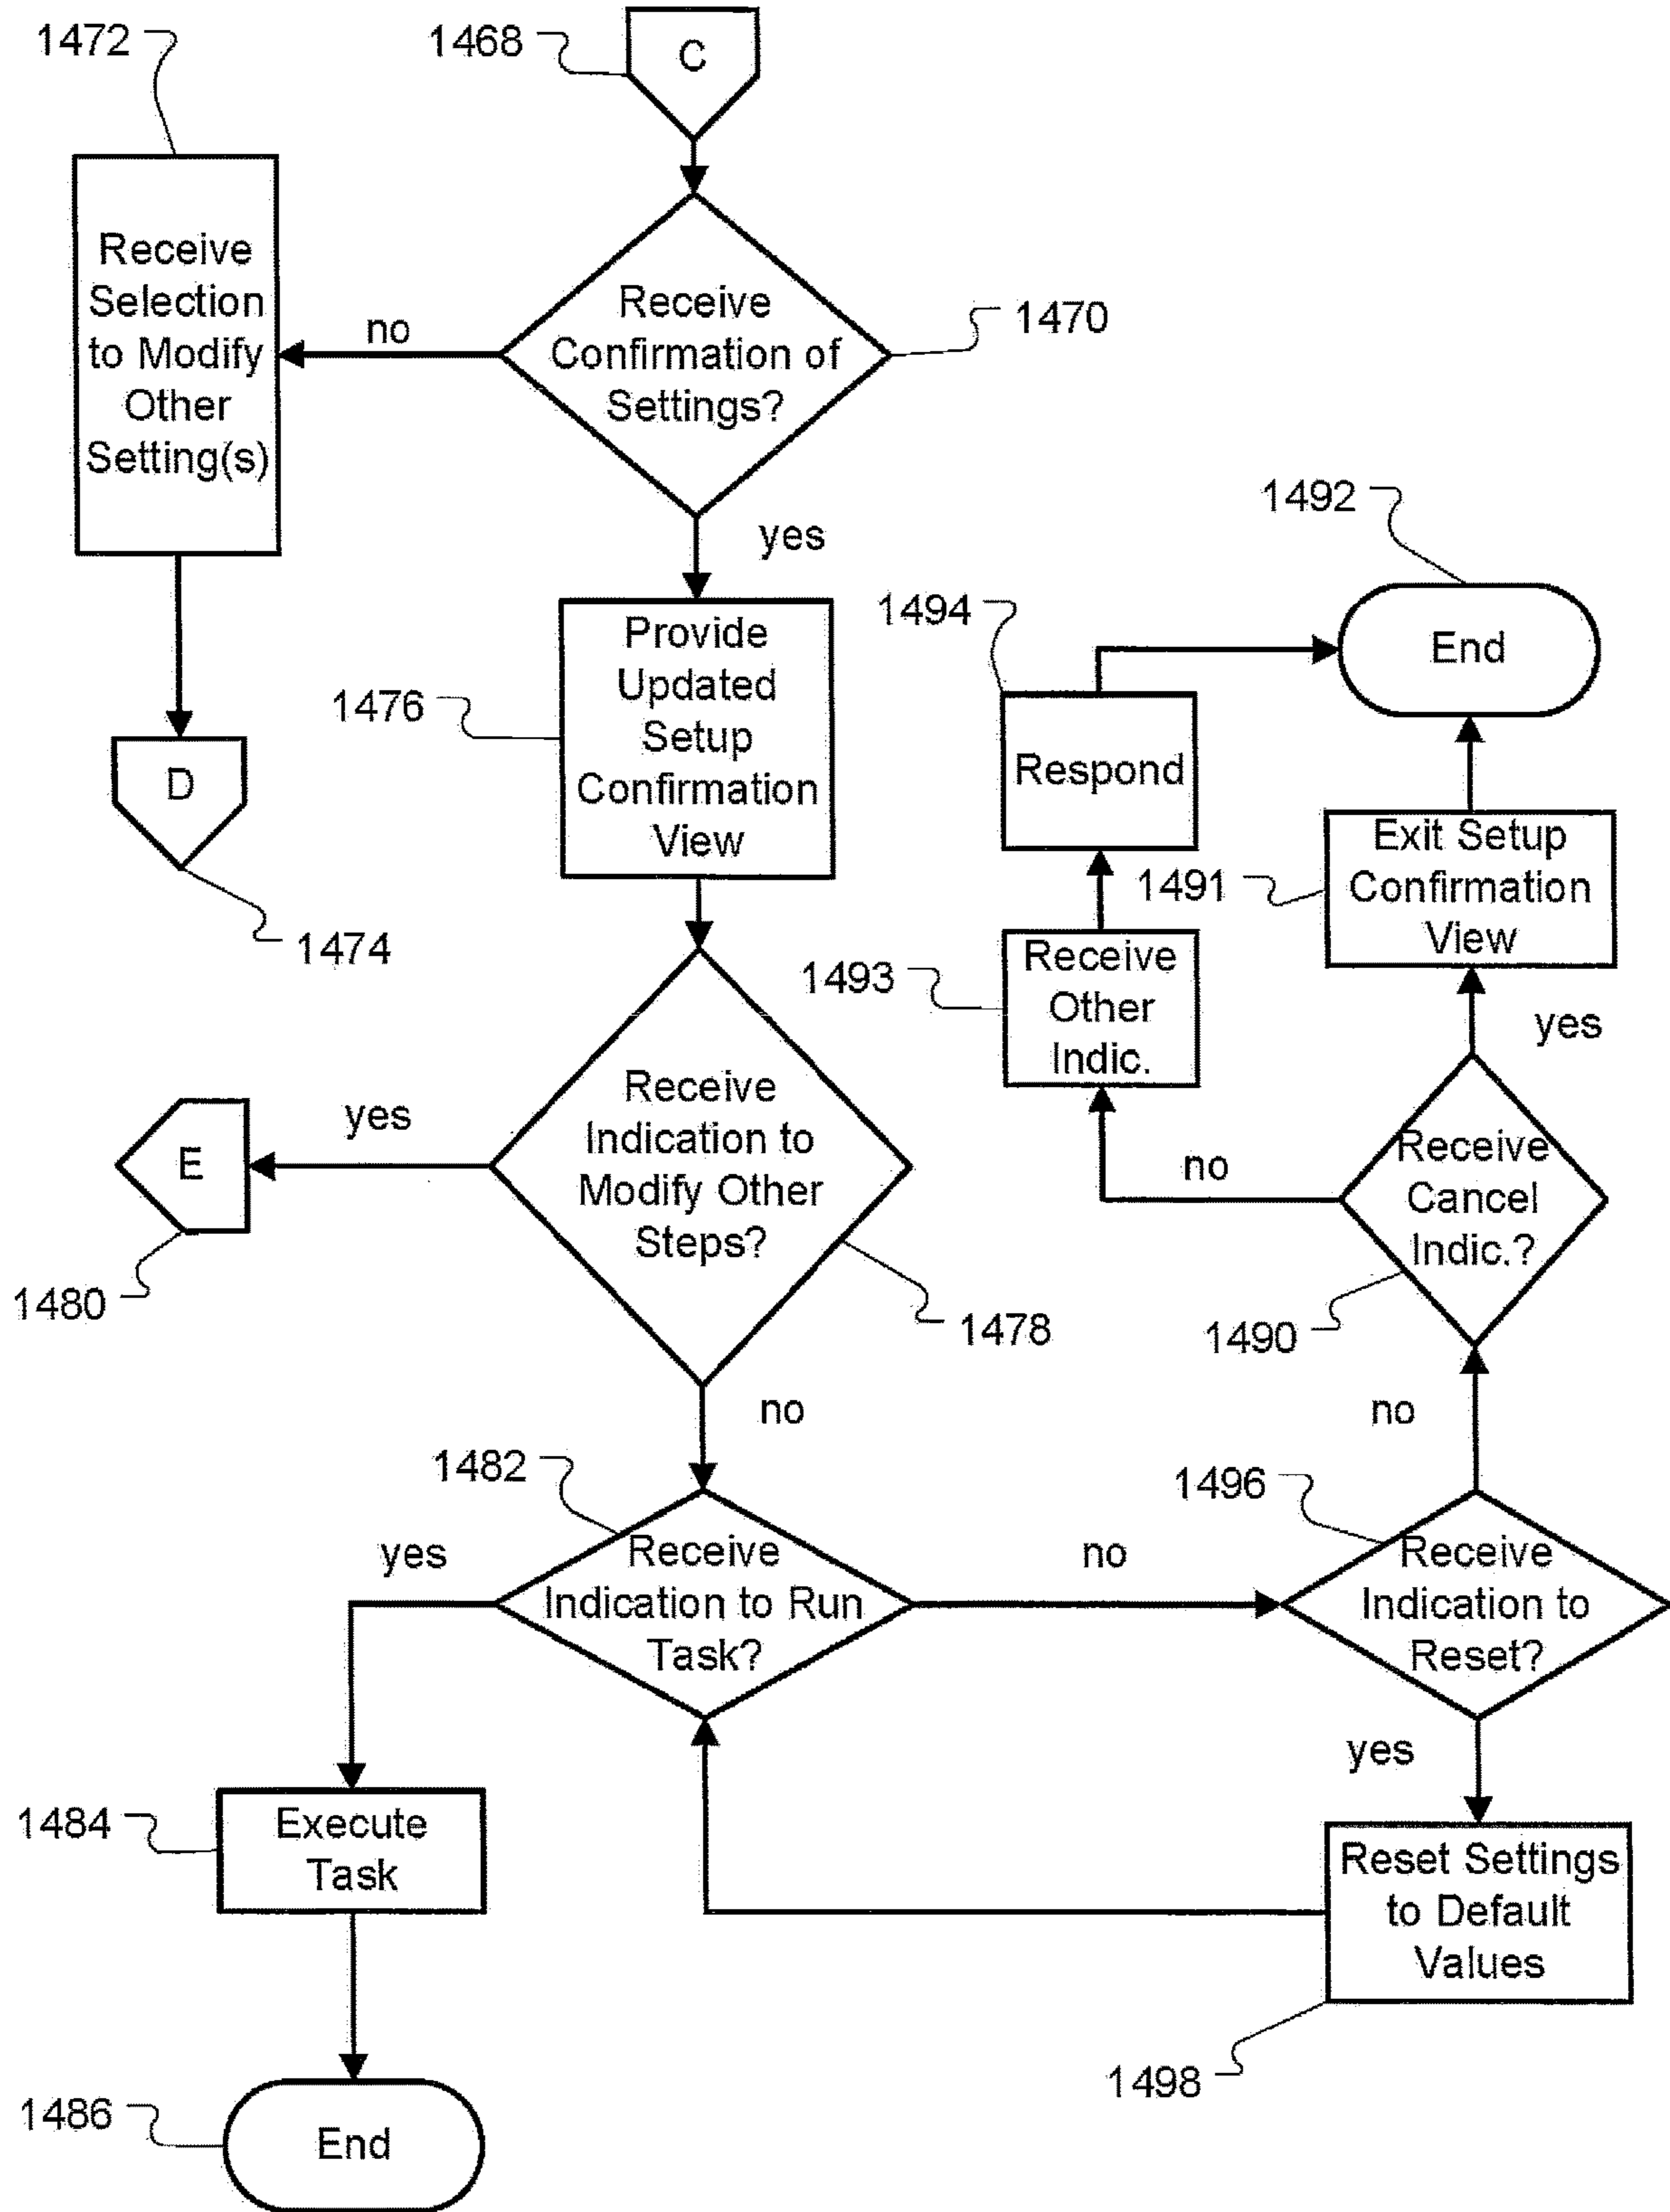 1472
1468
C
Receive
Selection
to Modify
Other
Setting(s)
no
Receive
Confirmation of
Settings?
1470
yes
D
1474
1476
Provide
Updated
Setup
Confirmation
View
1492
End
1494
Respond
1491
Exit Setup
Confirmation
View
1493
Receive
Other
Indic.
yes
E
yes
1480
Receive
Indication to
Modify Other
Steps?
1478
no
Receive
Cancel
Indic.?
1490
no
no
1482
yes
Receive
Indication to Run
Task?
no
1496
Receive
Indication to
Reset?
yes
1484
Execute
Task
Reset Settings
to Default
Values
1498
1486
End